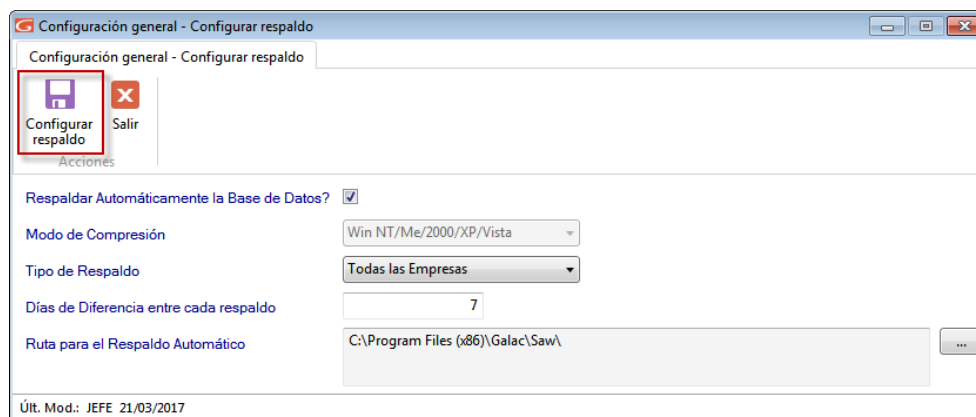 Configuración general - Configurar respaldo
Configuración general - Configurar respaldo
Configurar respaldo
Salir
Acciones
Respaldar Automáticamente la Base de Datos?
Modo de Compresión
Win NT/Me/2000/XP/Vista
Tipo de Respaldo
Todas las Empresas
Días de Diferencia entre cada respaldo
7
Ruta para el Respaldo Automático
C:\Program Files (x86)\Galac\Saw\
...
Últ. Mod.: JEFE 21/03/2017